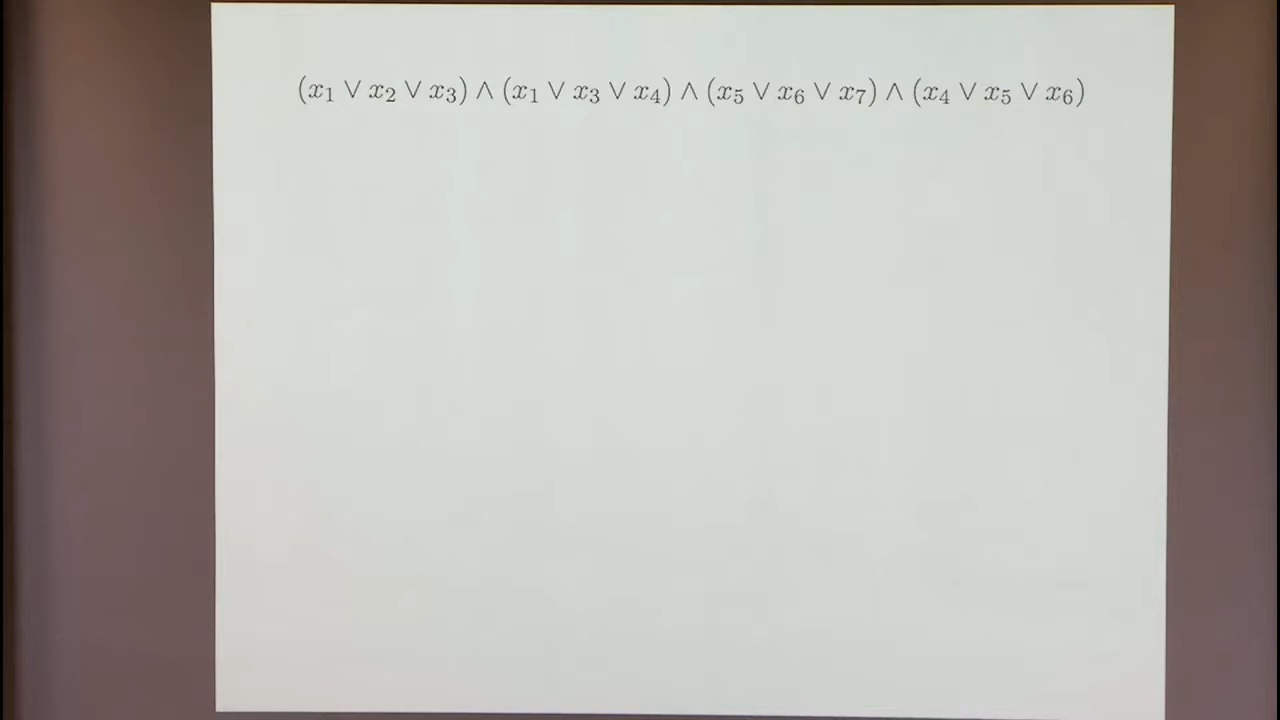 (x₁ ∨ x₂ ∨ x₃) ∧ (x₁ ∨ x₃ ∨ x₄) ∧ (x₅ ∨ x₆ ∨ x₇) ∧ (x₄ ∨ x₅ ∨ x₆)